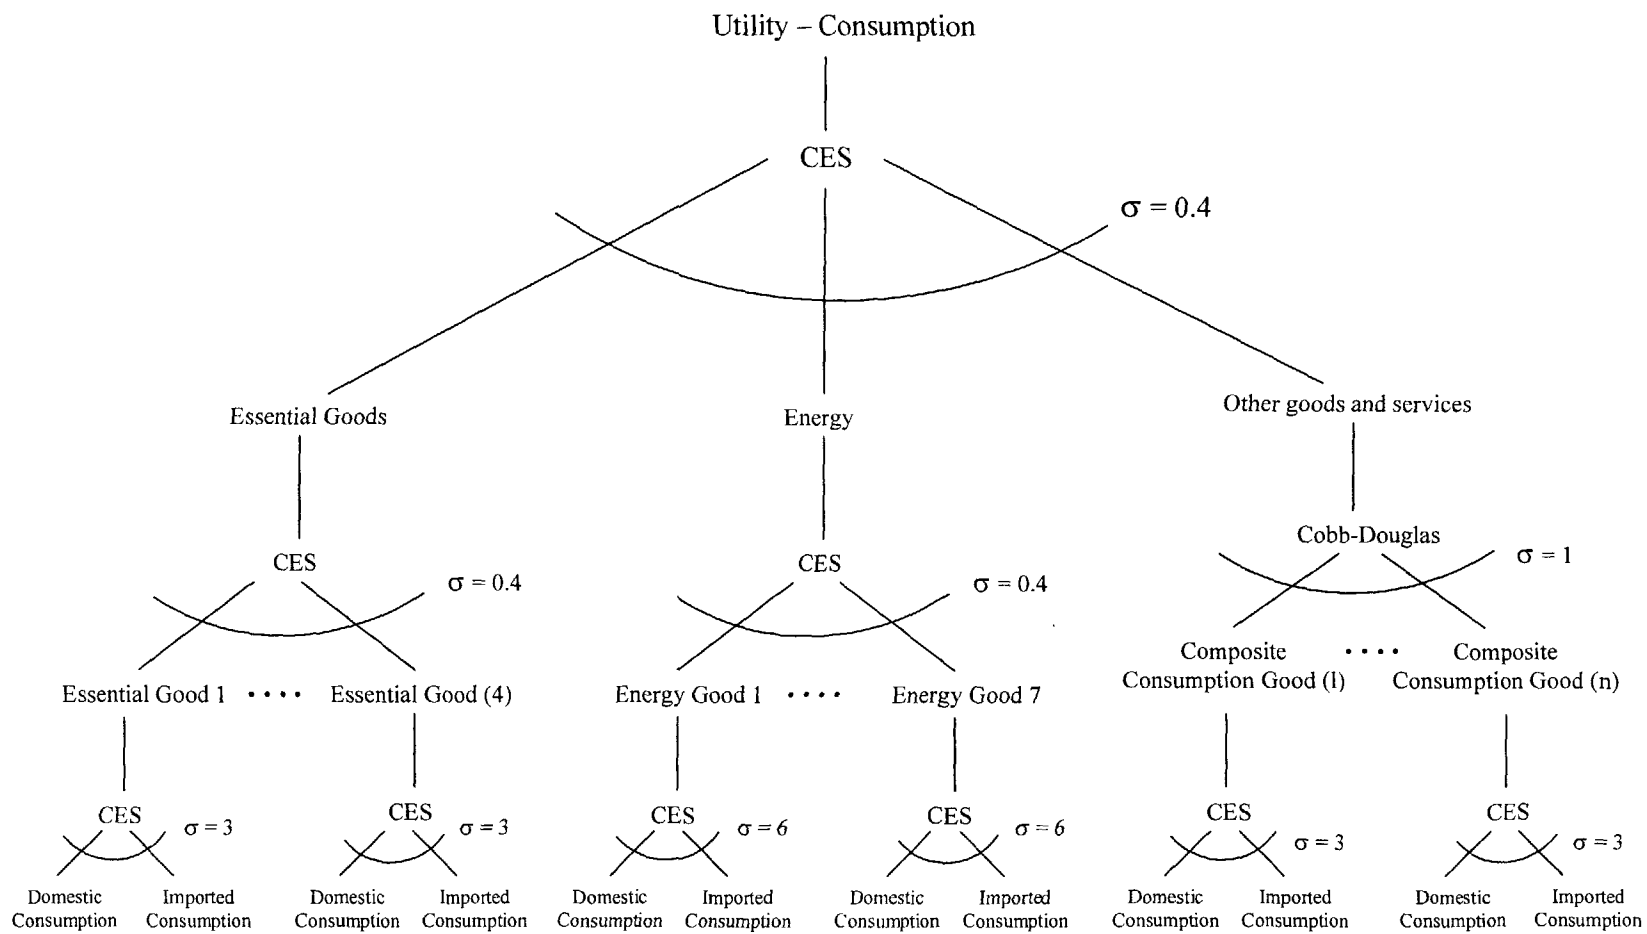 Utility – Consumption
CES
σ = 0.4
Essential Goods
Energy
Other goods and services
CES
σ = 0.4
CES
σ = 0.4
Cobb-Douglas
σ = 1
Essential Good 1 • • • • Essential Good (4)
Energy Good 1 • • • • Energy Good 7
Composite
Consumption Good (l)
• • • •
Composite
Consumption Good (n)
CES
σ = 3
CES
σ = 3
CES
σ = 6
CES
σ = 6
CES
σ = 3
CES
σ = 3
Domestic
Consumption
Imported
Consumption
Domestic
Consumption
Imported
Consumption
Domestic
Consumption
Imported
Consumption
Domestic
Consumption
Imported
Consumption
Domestic
Consumption
Imported
Consumption
Domestic
Consumption
Imported
Consumption